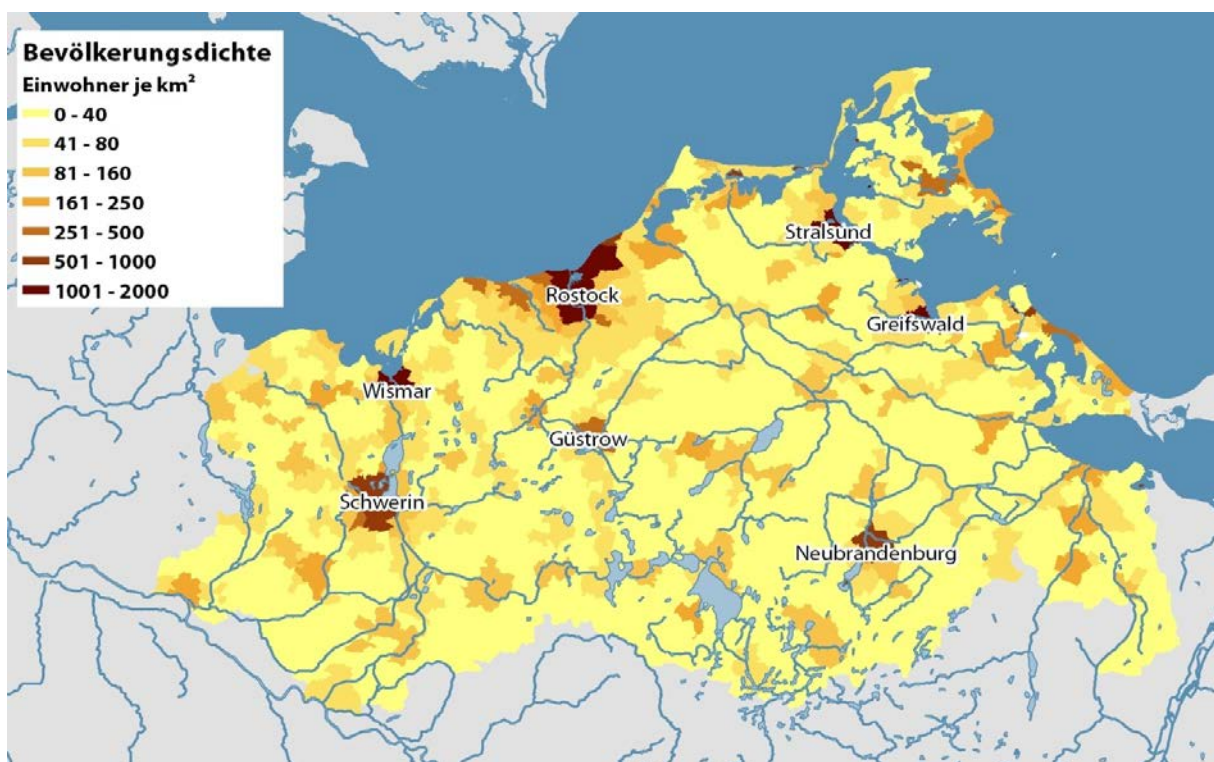 Bevölkerungsdichte
Einwohner je km²
0 - 40
41 - 80
81 - 160
161 - 250
251 - 500
501 - 1000
1001 - 2000
Stralsund
Rostock
Greifswald
Wismar
Güstrow
Schwerin
Neubrandenburg